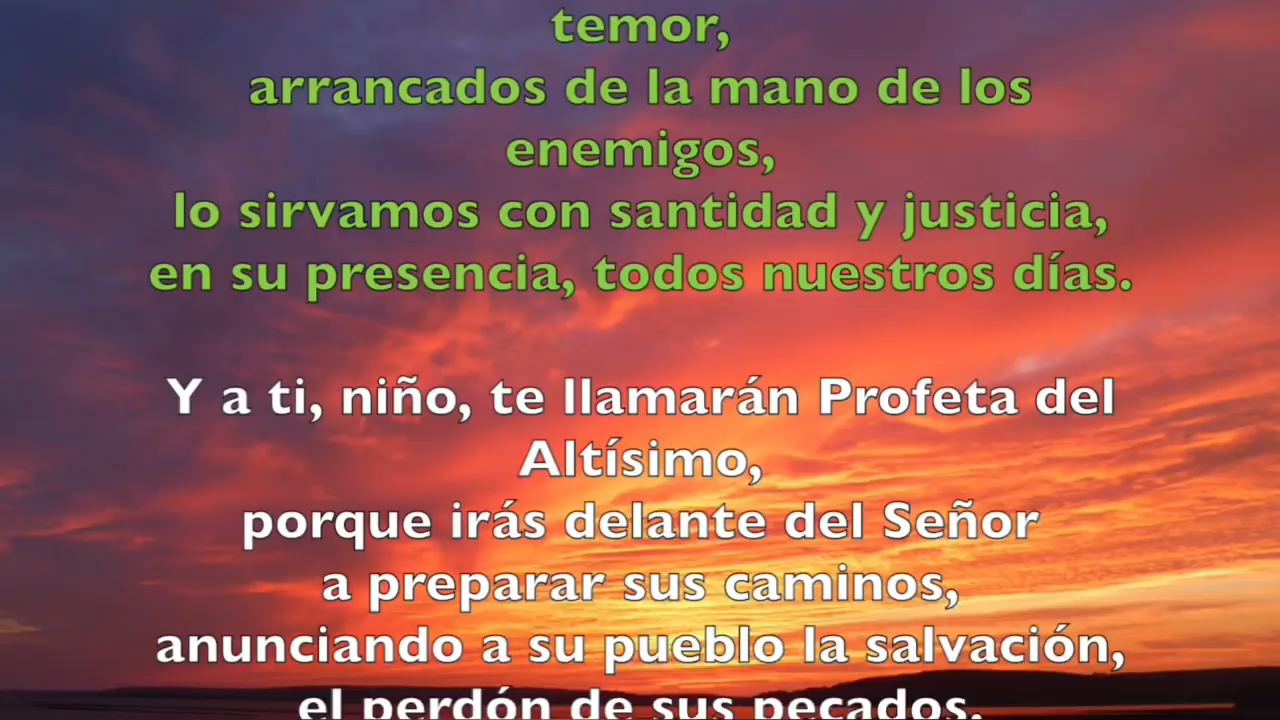 temor,
arrancados de la mano de los
enemigos,
lo sirvamos con santidad y justicia,
en su presencia, todos nuestros días.
Y a ti, niño, te llamarán Profeta del
Altísimo,
porque irás delante del Señor
a preparar sus caminos,
anunciando a su pueblo la salvación,
el perdón de sus pecados.